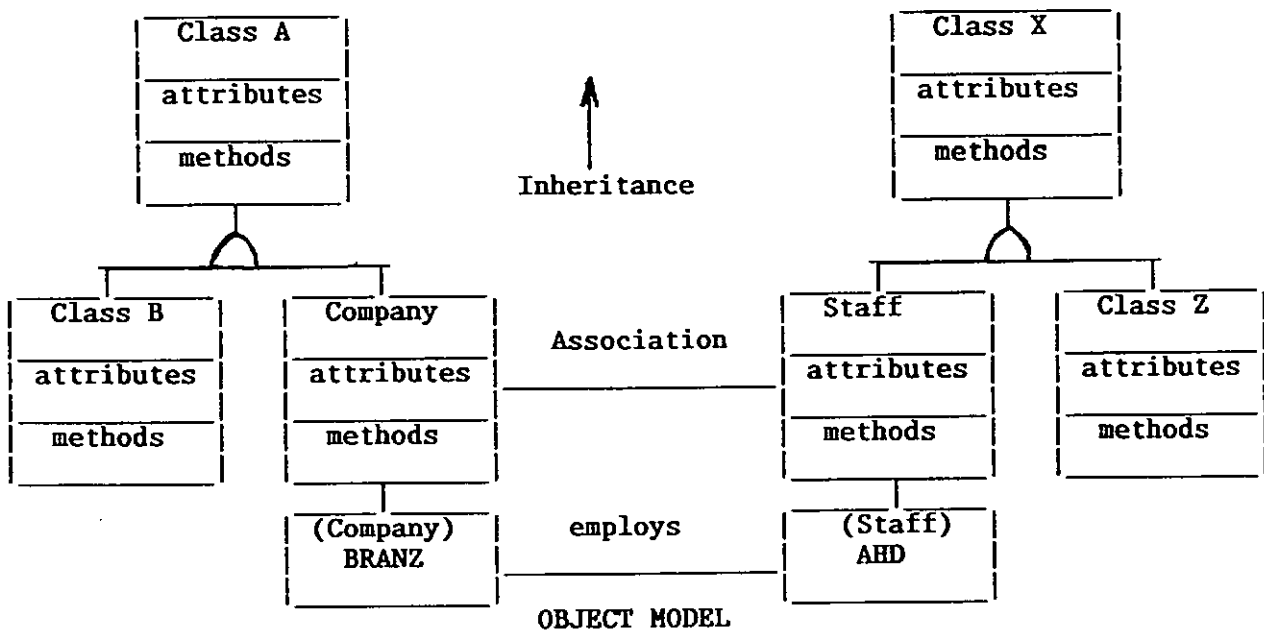 Class A
attributes
methods
Inheritance
Class X
attributes
methods
Class B
attributes
methods
Company
attributes
methods
Association
Staff
attributes
methods
Class Z
attributes
methods
(Company)
BRANZ
employs
(Staff)
AHD
OBJECT MODEL